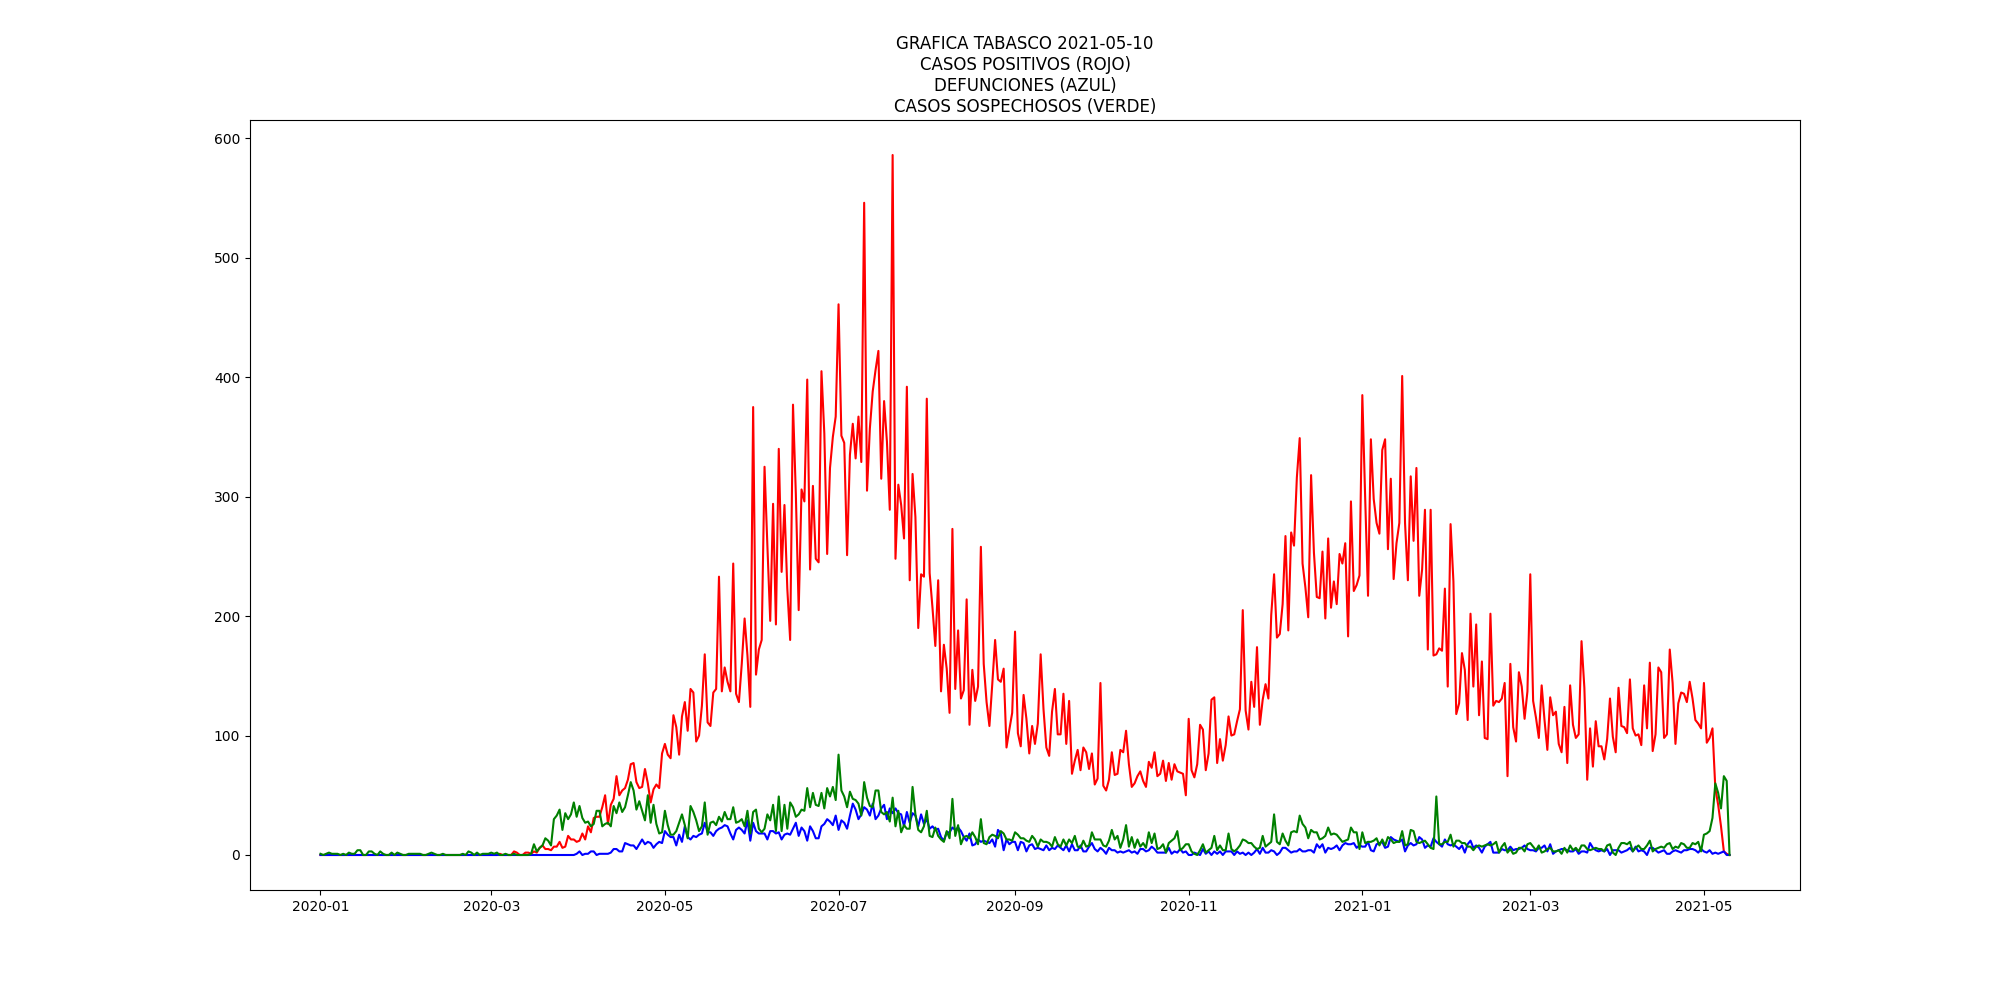 GRAFICA TABASCO 2021-05-10
CASOS POSITIVOS (ROJO)
DEFUNCIONES (AZUL)
CASOS SOSPECHOSOS (VERDE)
600
500
400
300
200
100
0
2020-01 2020-03 2020-05 2020-07 2020-09 2020-11 2021-01 2021-03 2021-05